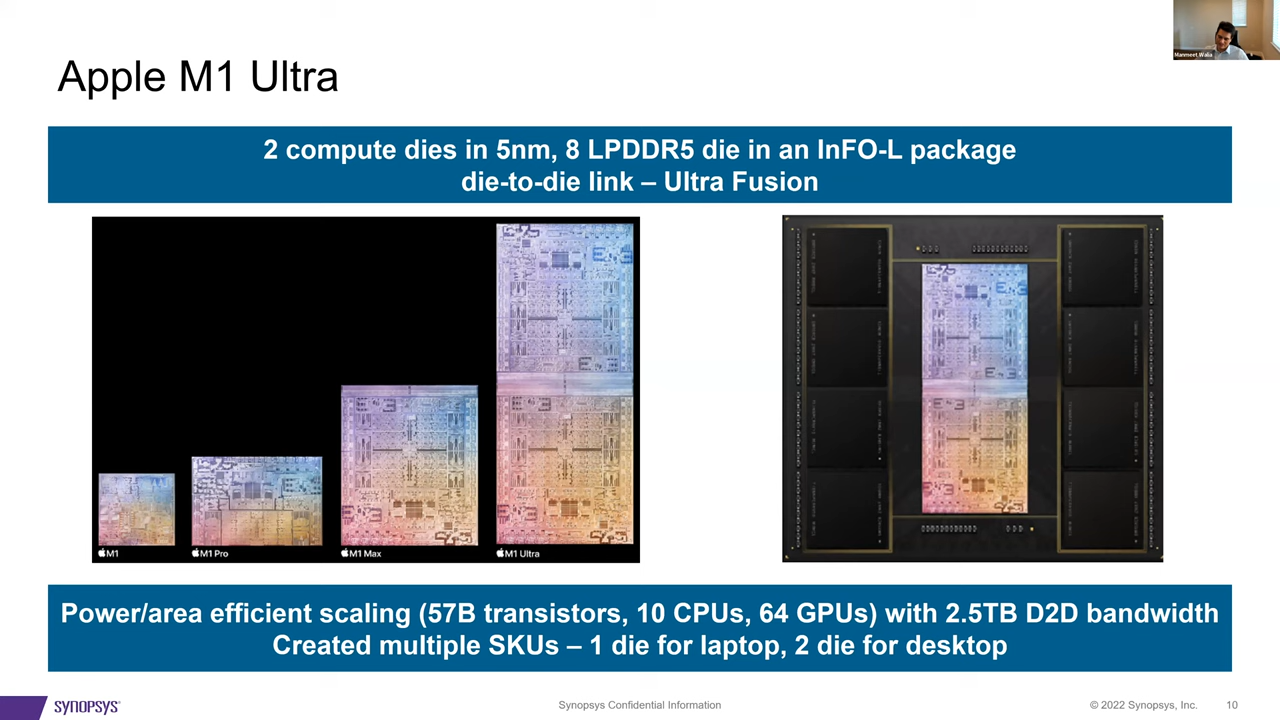 Manmeet Walia
Apple M1 Ultra
2 compute dies in 5nm, 8 LPDDR5 die in an InFO-L package
die-to-die link – Ultra Fusion
M1
M1 Pro
M1 Max
M1 Ultra
Power/area efficient scaling (57B transistors, 10 CPUs, 64 GPUs) with 2.5TB D2D bandwidth
Created multiple SKUs – 1 die for laptop, 2 die for desktop
SYNOPSYS®
Synopsys Confidential Information
© 2022 Synopsys, Inc.
10